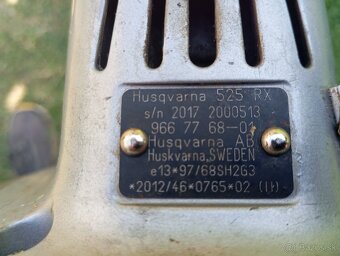 Husqvarna 525 RX
s/n 2017 2000513
966 77 68-01
Husqvarna AB
Huskvarna, SWEDEN
e13*97/68SH2G3
*2012/46*0765*02